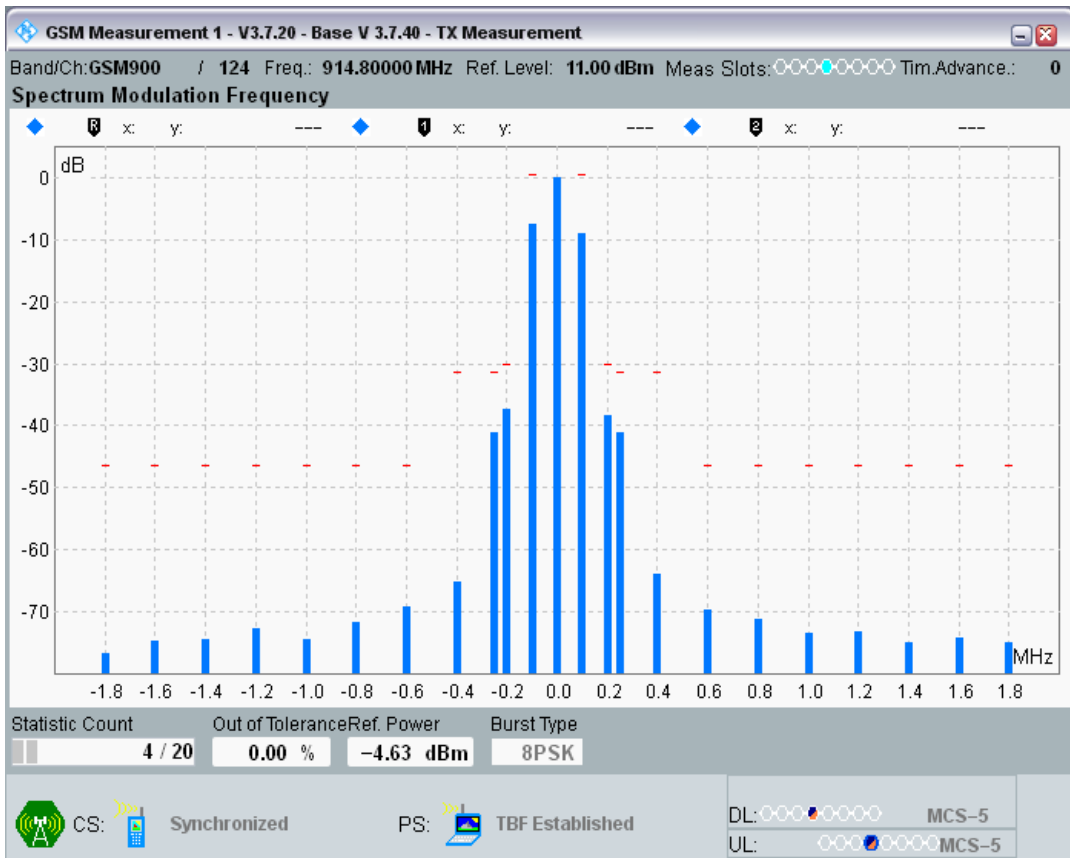 GSM Measurement 1 - V3.7.20 - Base V 3.7.40 - TX Measurement
Band/Ch:GSM900 / 124 Freq.: 914.80000 MHz Ref. Level: 11.00 dBm Meas Slots: Tim.Advance.: 0
Spectrum Modulation Frequency
R x: y: --- 1 x: y: --- 2 x: y: ---
dB
0
-10
-20
-30
-40
-50
-60
-70
MHz
-1.8 -1.6 -1.4 -1.2 -1.0 -0.8 -0.6 -0.4 -0.2 0.0 0.2 0.4 0.6 0.8 1.0 1.2 1.4 1.6 1.8
Statistic Count Out of Tolerance Ref. Power Burst Type
4 / 20 0.00 % -4.63 dBm 8PSK
CS: Synchronized PS: TBF Established DL: MCS-5
UL: MCS-5